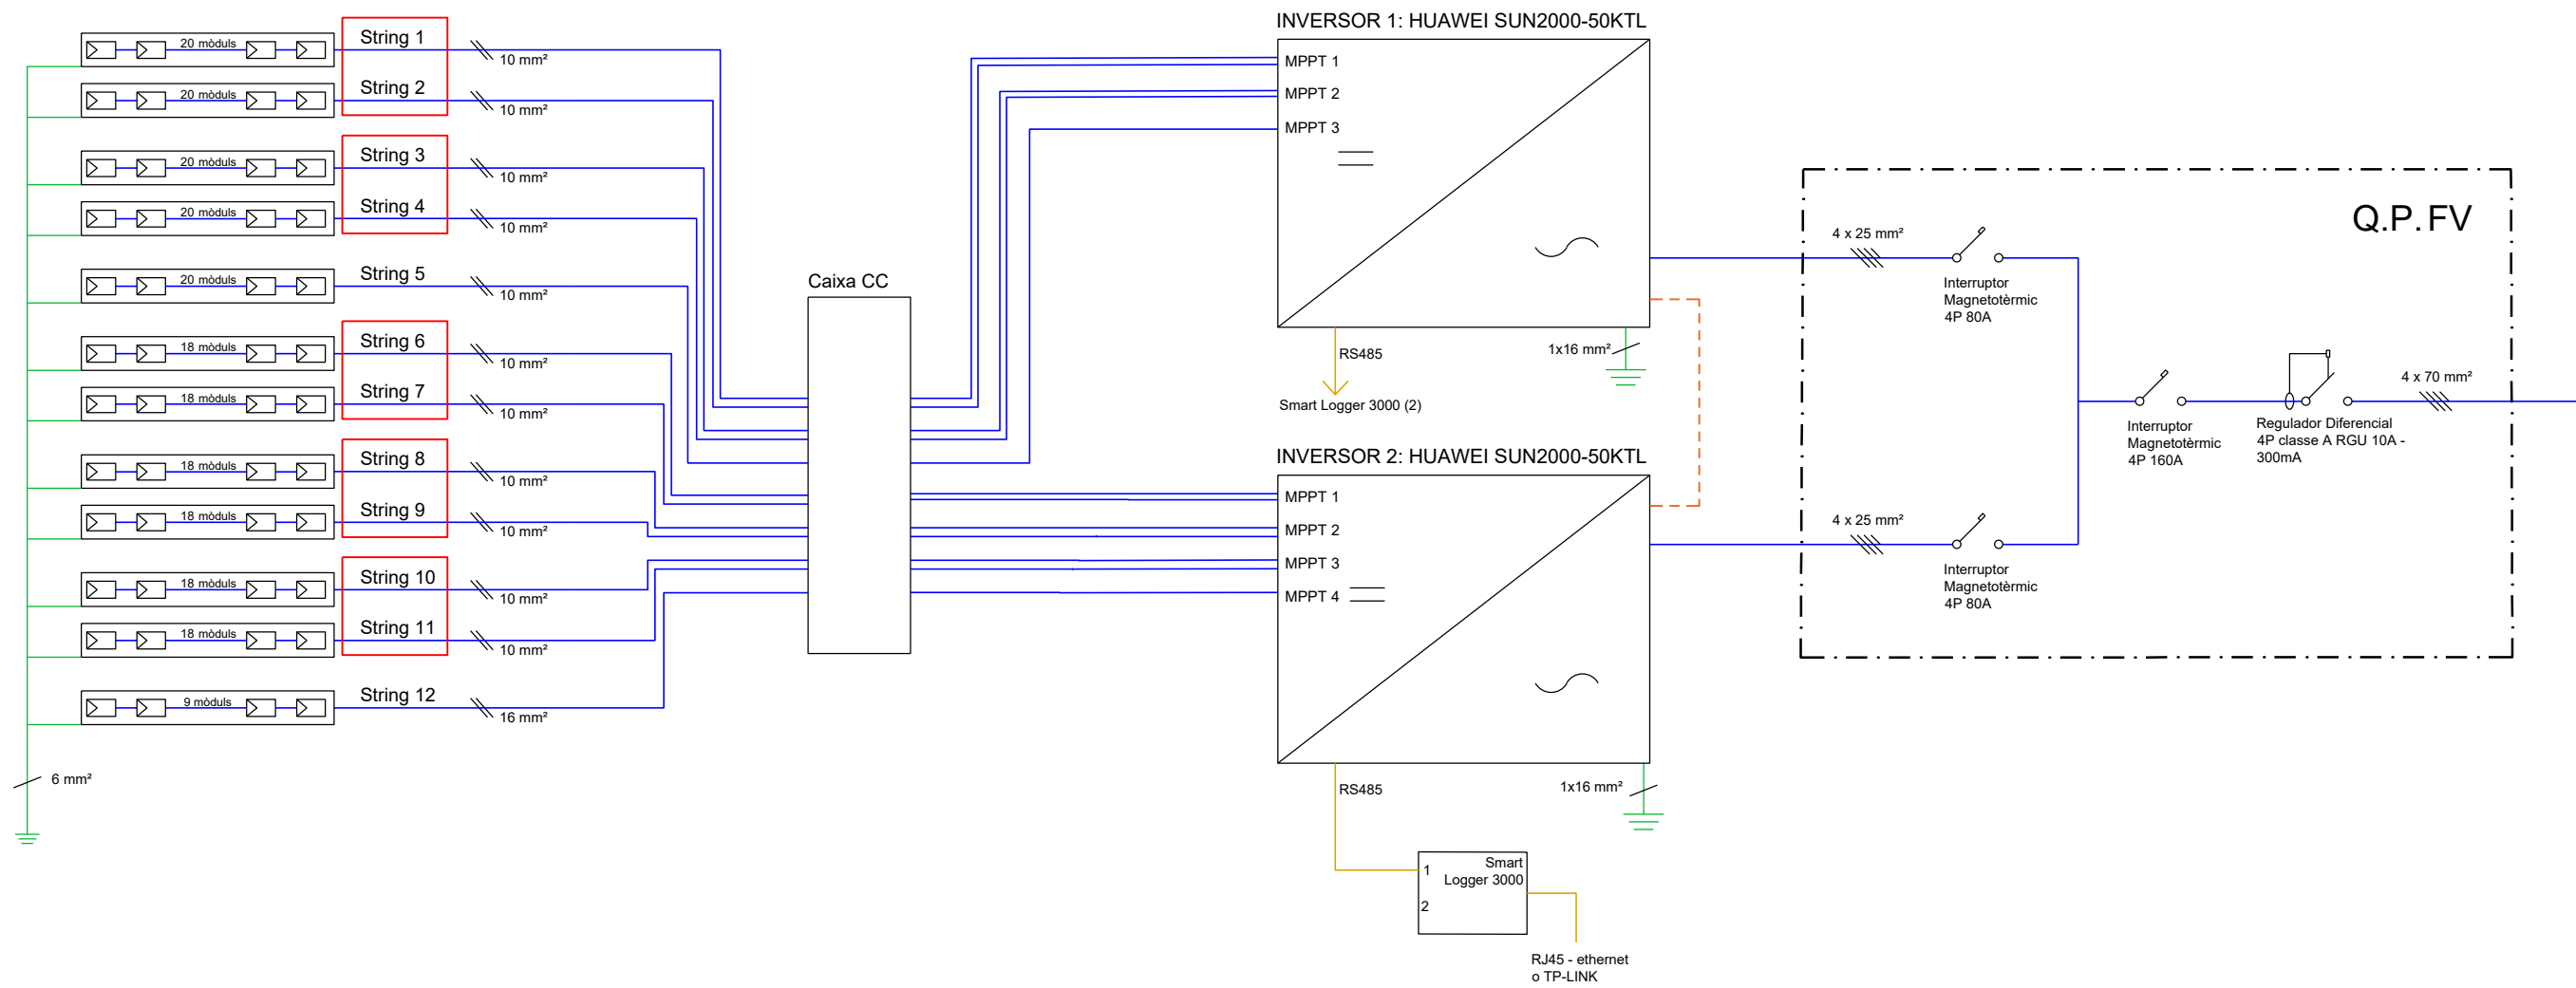 INVERSOR 1: HUAWEI SUN2000-50KTL
20 mòduls
String 1
10 mm²
20 mòduls
String 2
10 mm²
20 mòduls
String 3
10 mm²
20 mòduls
String 4
10 mm²
20 mòduls
String 5
10 mm²
18 mòduls
String 6
10 mm²
18 mòduls
String 7
10 mm²
18 mòduls
String 8
10 mm²
18 mòduls
String 9
10 mm²
18 mòduls
String 10
10 mm²
18 mòduls
String 11
10 mm²
9 mòduls
String 12
16 mm²
6 mm²
Caixa CC
MPPT 1
MPPT 2
MPPT 3
RS485
1x16 mm²
Smart Logger 3000 (2)
INVERSOR 2: HUAWEI SUN2000-50KTL
MPPT 1
MPPT 2
MPPT 3
MPPT 4
RS485
1x16 mm²
Smart
Logger 3000
1
2
RJ45 - ethernet
o TP-LINK
Q.P. FV
4 x 25 mm²
Interruptor
Magnetotèrmic
4P 80A
4 x 25 mm²
Interruptor
Magnetotèrmic
4P 80A
Interruptor
Magnetotèrmic
4P 160A
Regulador Diferencial
4P classe A RGU 10A -
300mA
4 x 70 mm²